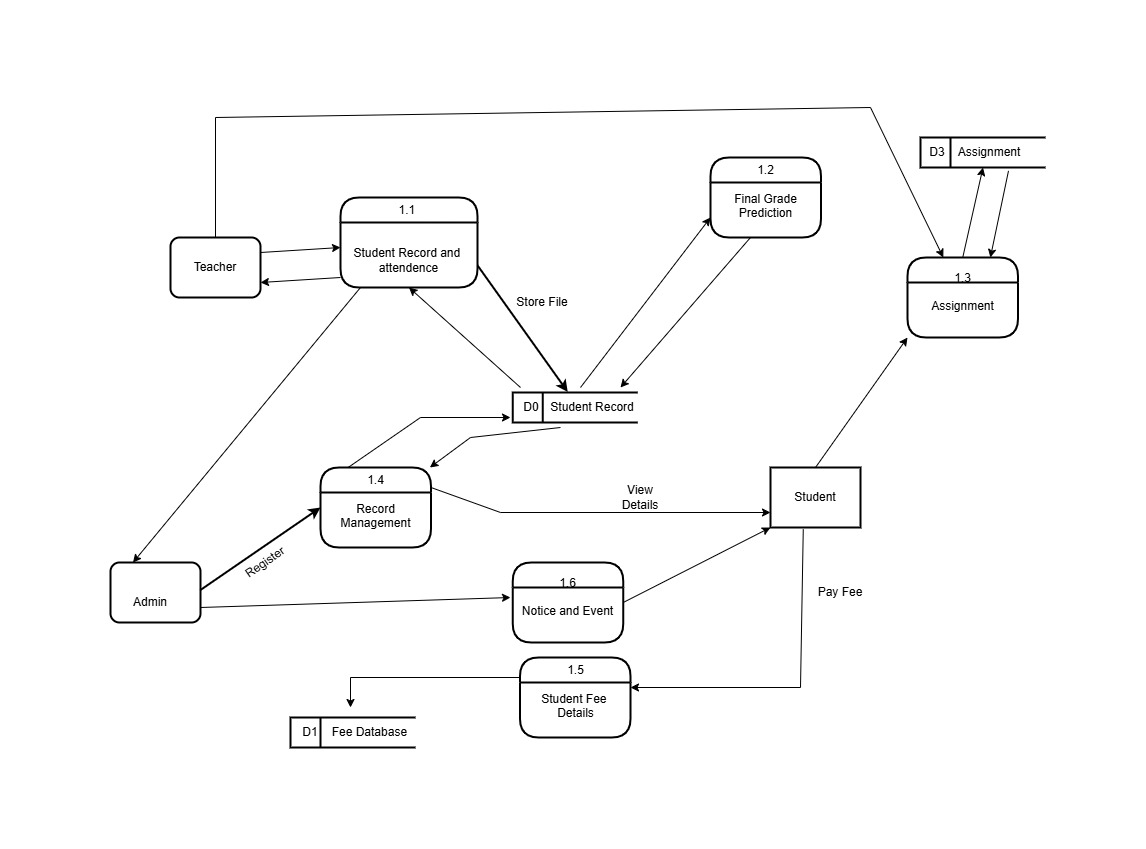 D3
Assignment
1.2
Final Grade
Prediction
1.1
Student Record and
attendence
Teacher
1.3
Assignment
Store File
D0
Student Record
1.4
Record
Management
View
Details
Student
Register
Admin
1.6
Notice and Event
Pay Fee
1.5
Student Fee
Details
D1
Fee Database